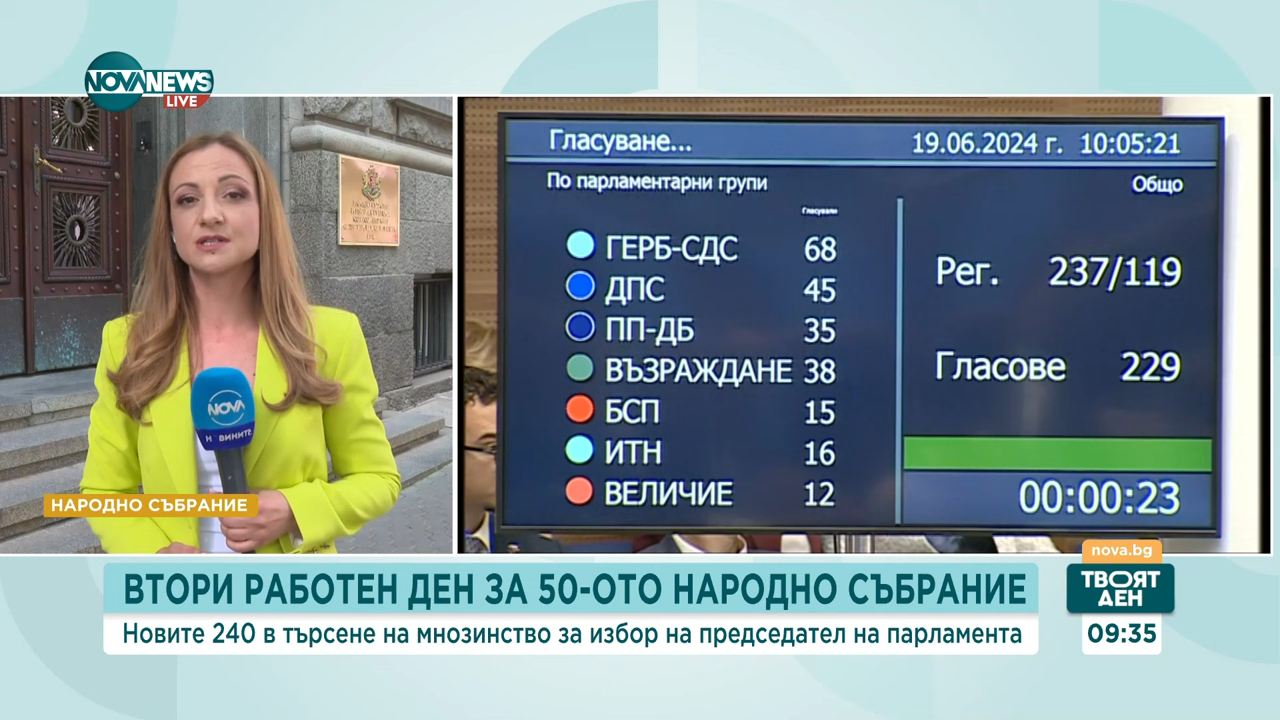 NOVA NEWS
LIVE
Гласуване...
19.06.2024 г. 10:05:21
По парламентарни групи
Общо
Гласували
ГЕРБ-СДС 68
ДПС 45
ПП-ДБ 35
ВЪЗРАЖДАНЕ 38
БСП 15
ИТН 16
ВЕЛИЧИЕ 12
Рег. 237/119
Гласове 229
00:00:23
NOVA
НОВИНИТЕ
НАРОДНО СЪБРАНИЕ
ВТОРИ РАБОТЕН ДЕН ЗА 50-ОТО НАРОДНО СЪБРАНИЕ
Новите 240 в търсене на мнозинство за избор на председател на парламента
nova.bg
ТВОЯТ
ДЕН
09:35